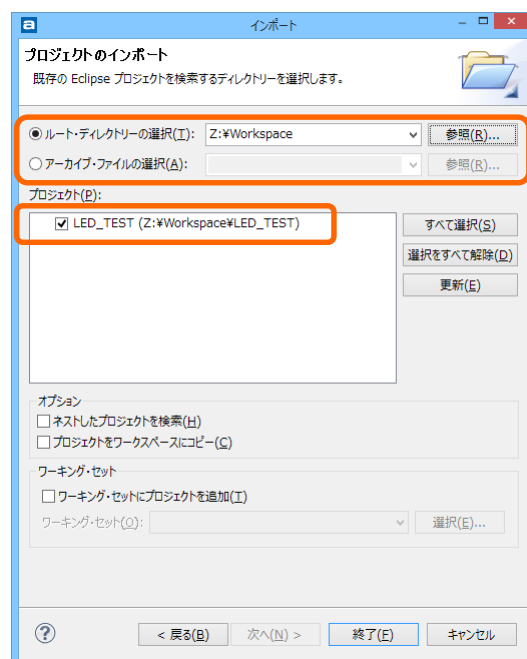 a インポート
プロジェクトのインポート
既存の Eclipse プロジェクトを検索するディレクトリーを選択します。
ルート・ディレクトリーの選択(T): Z:¥Workspace 参照(R)...
アーカイブ・ファイルの選択(A): 参照(R)...
プロジェクト(P):
LED_TEST (Z:¥Workspace¥LED_TEST) すべて選択(S)
選択をすべて解除(D)
更新(E)
オプション
ネストしたプロジェクトを検索(H)
プロジェクトをワークスペースにコピー(C)
ワーキング・セット
ワーキング・セットにプロジェクトを追加(T)
ワーキング・セット(O): 選択(E)...
? < 戻る(B) 次へ(N) > 終了(F) キャンセル